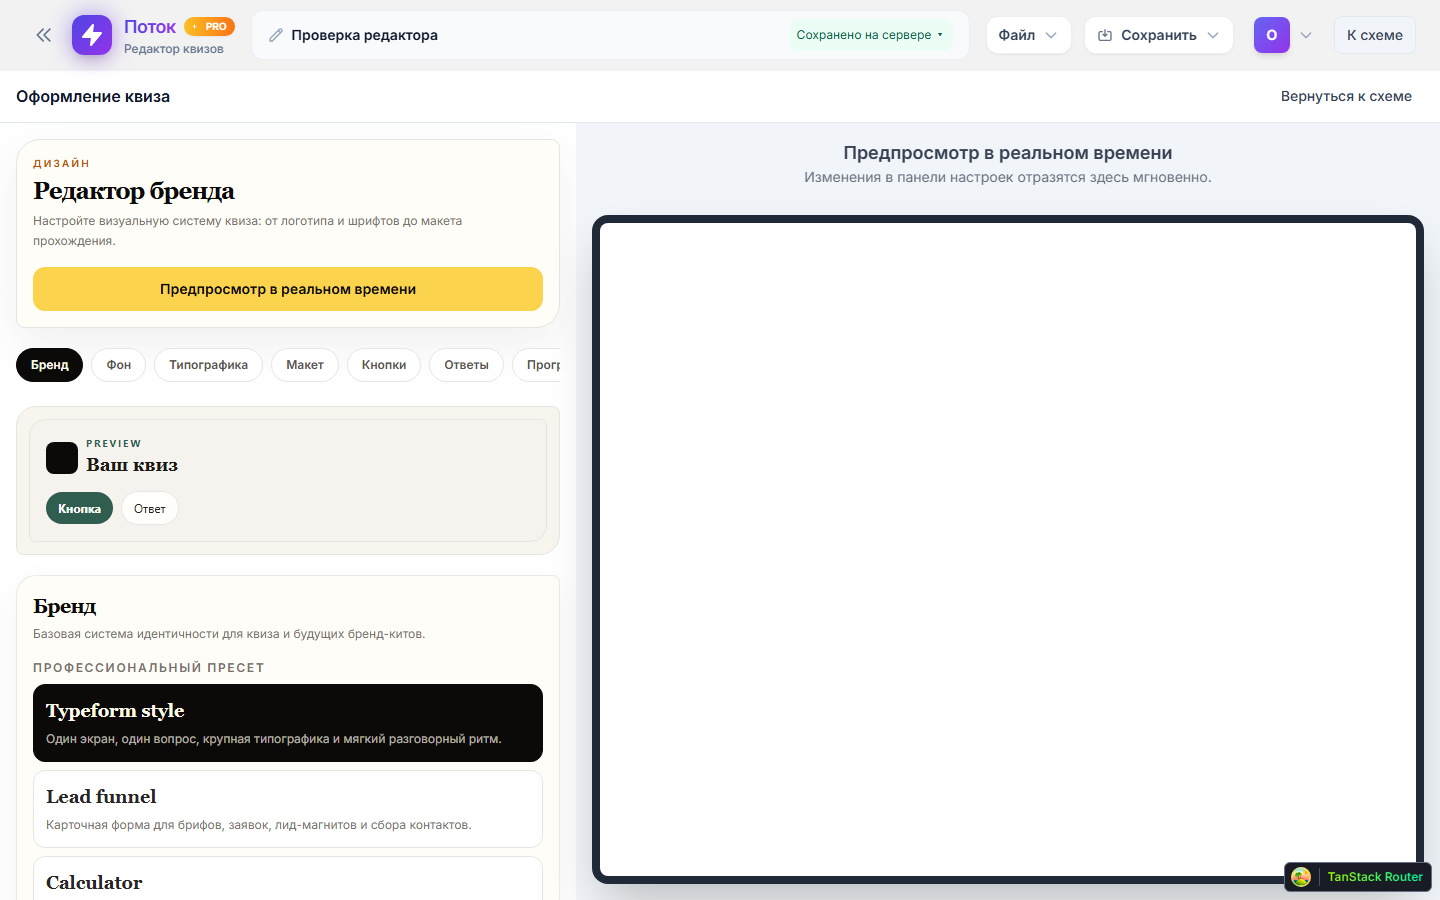 Поток
PRO
Редактор квизов
Проверка редактора
Сохранено на сервере
Файл
Сохранить
О
К схеме
Оформление квиза
Вернуться к схеме
ДИЗАЙН
Редактор бренда
Настройте визуальную систему квиза: от логотипа и шрифтов до макета
прохождения.
Предпросмотр в реальном времени
Бренд
Фон
Типографика
Макет
Кнопки
Ответы
Прогр
PREVIEW
Ваш квиз
Кнопка
Ответ
Бренд
Базовая система идентичности для квиза и будущих бренд-китов.
ПРОФЕССИОНАЛЬНЫЙ ПРЕСЕТ
Typeform style
Один экран, один вопрос, крупная типографика и мягкий разговорный ритм.
Lead funnel
Карточная форма для брифов, заявок, лид-магнитов и сбора контактов.
Calculator
Предпросмотр в реальном времени
Изменения в панели настроек отразятся здесь мгновенно.
TanStack Router